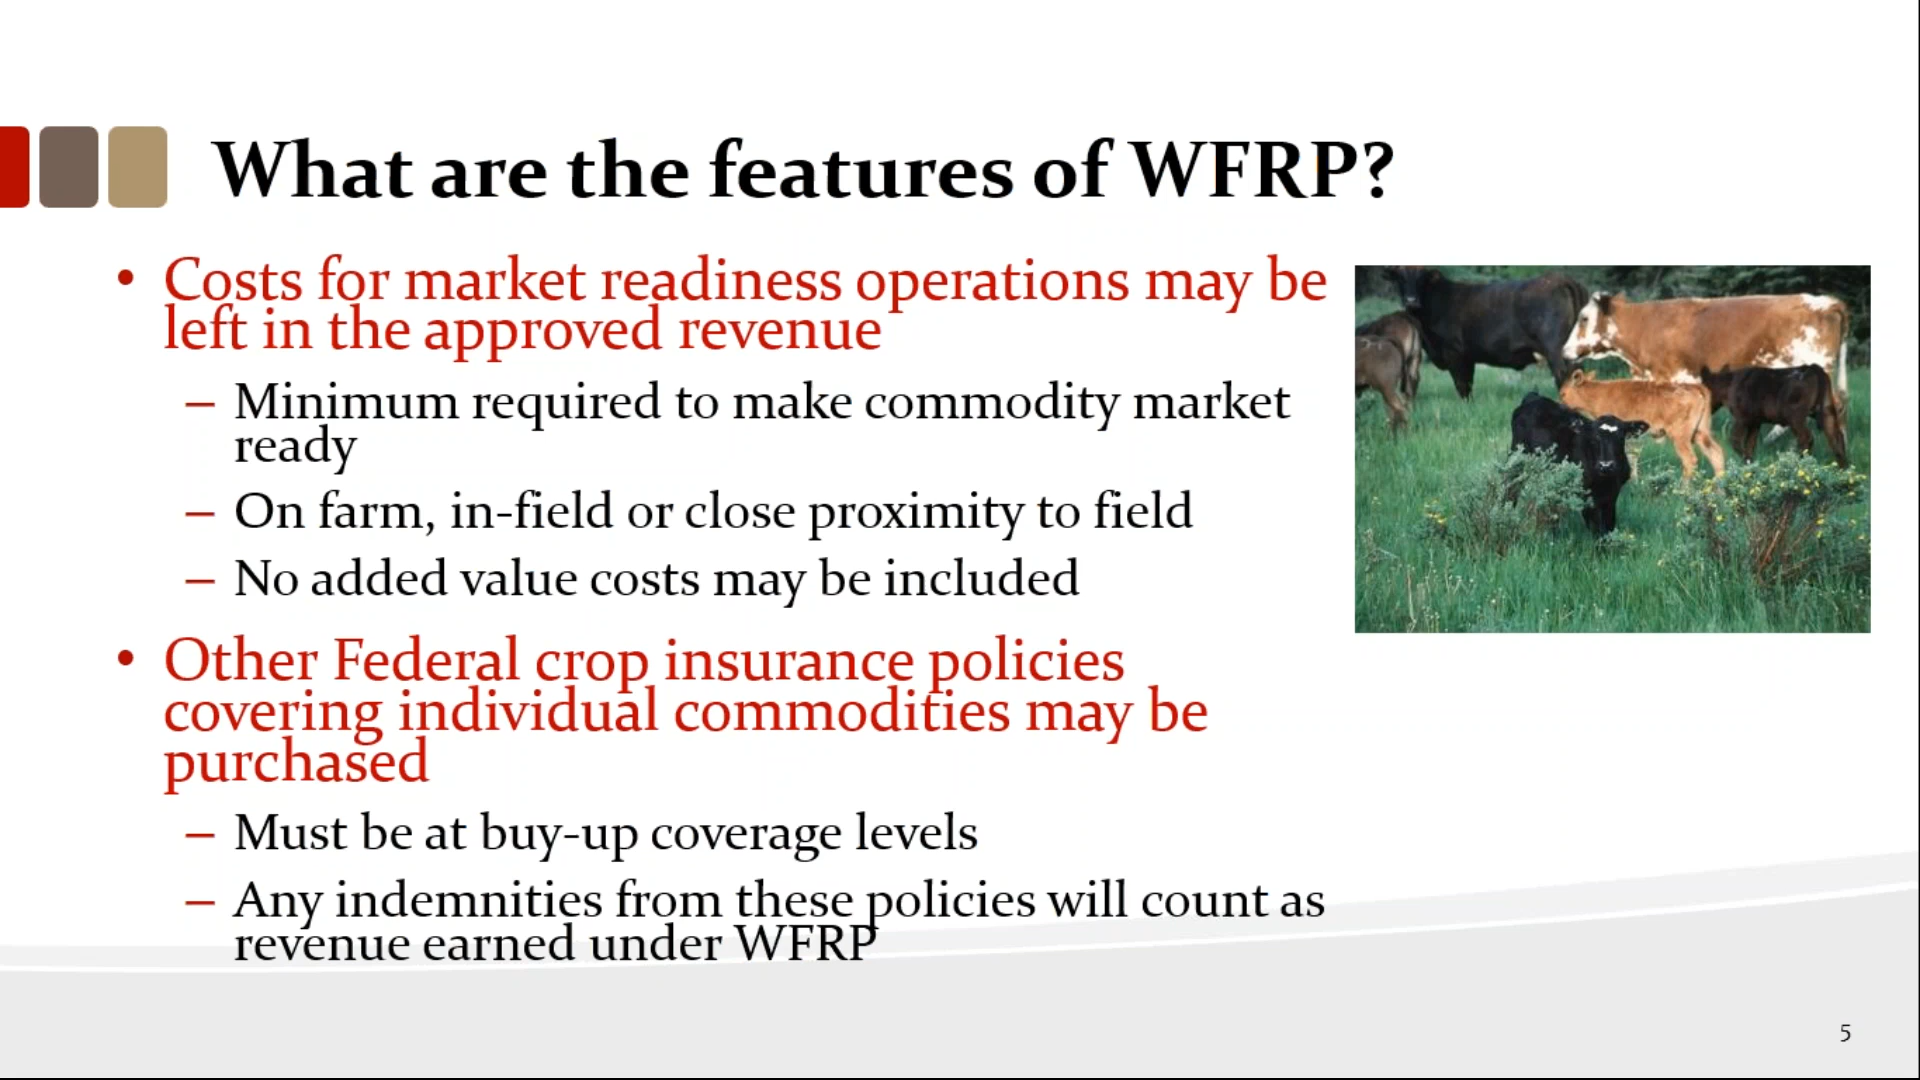 What are the features of WFRP?
• Costs for market readiness operations may be
left in the approved revenue
– Minimum required to make commodity market
ready
– On farm, in-field or close proximity to field
– No added value costs may be included
• Other Federal crop insurance policies
covering individual commodities may be
purchased
– Must be at buy-up coverage levels
– Any indemnities from these policies will count as
revenue earned under WFRP
5